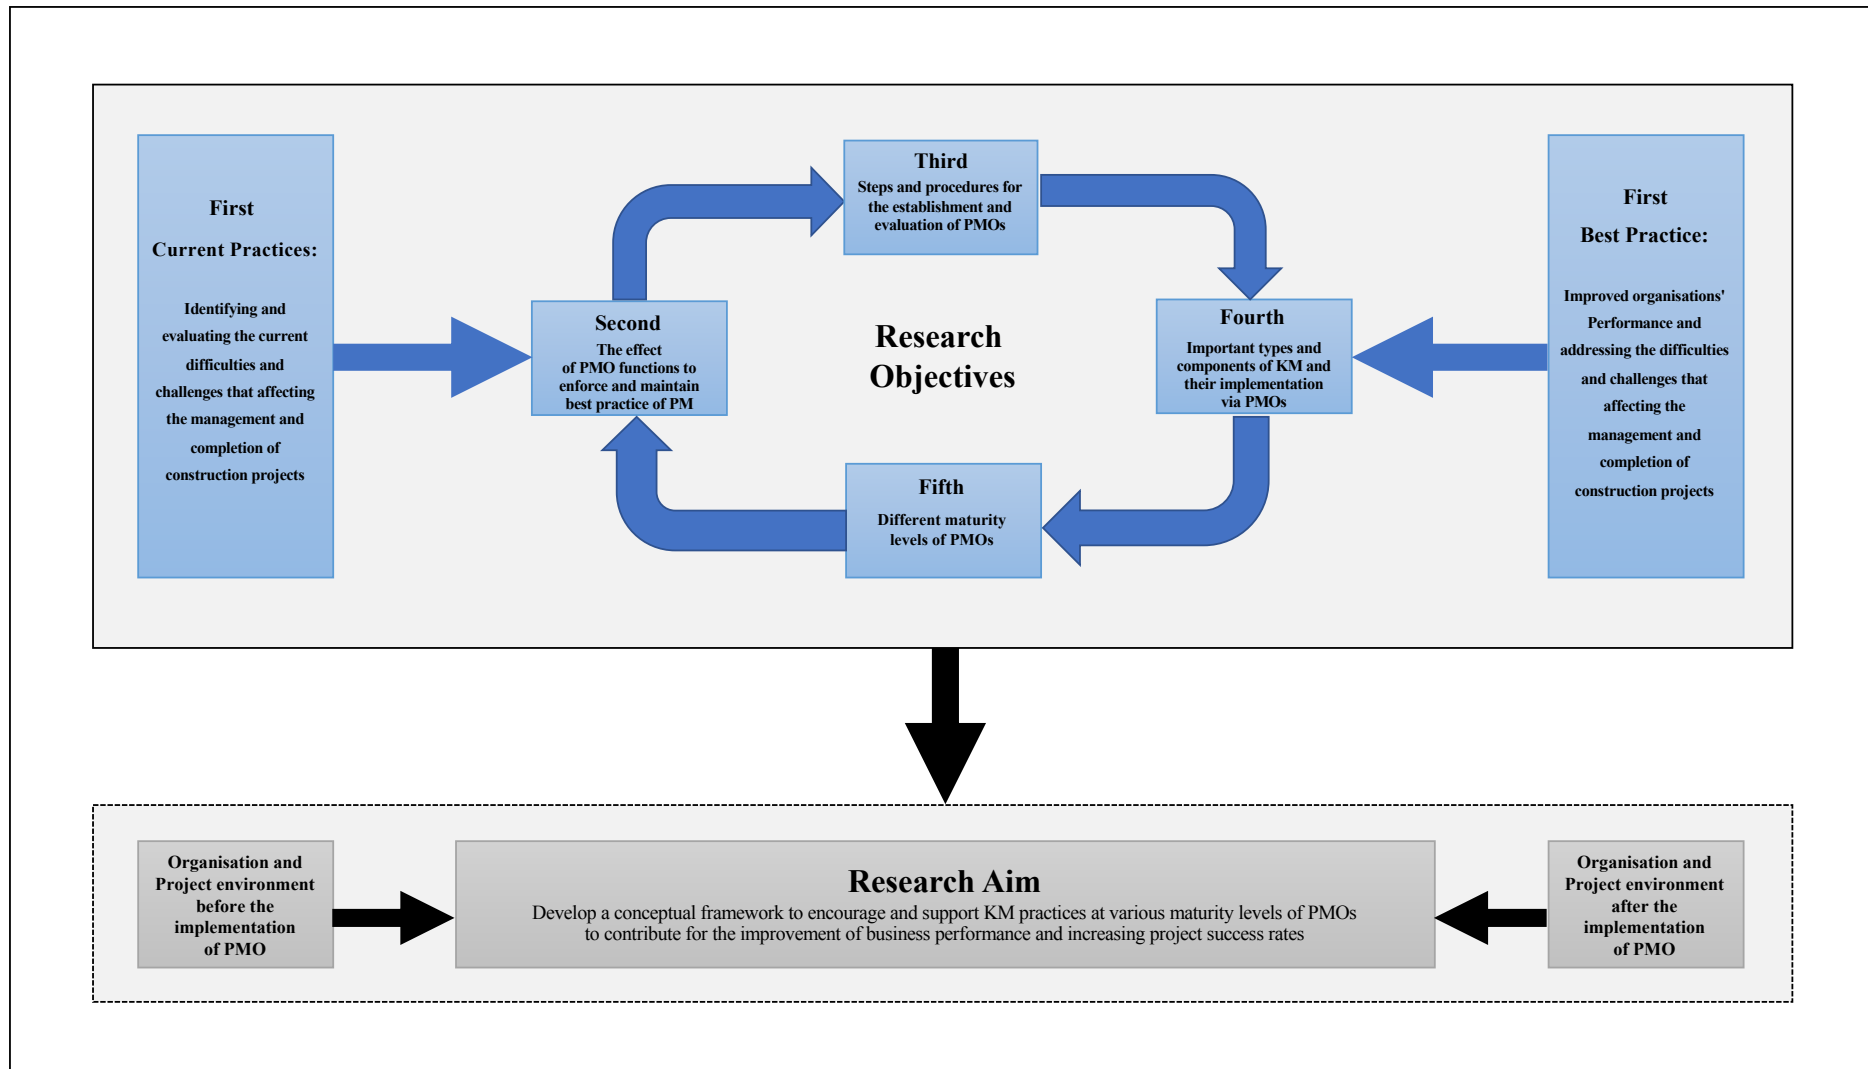 First
Current Practices:
Identifying and
evaluating the current
difficulties and
challenges that affecting
the management and
completion of
construction projects
Second
The effect
of PMO functions to
enforce and maintain
best practice of PM
Third
Steps and procedures for
the establishment and
evaluation of PMOs
Research
Objectives
Fourth
Important types and
components of KM and
their implementation
via PMOs
Fifth
Different maturity
levels of PMOs
First
Best Practice:
Improved organisations'
Performance and
addressing the difficulties
and challenges that
affecting the
management and
completion of
construction projects
Organisation and
Project environment
before the
implementation
of PMO
Research Aim
Develop a conceptual framework to encourage and support KM practices at various maturity levels of PMOs
to contribute for the improvement of business performance and increasing project success rates
Organisation and
Project environment
after the
implementation
of PMO